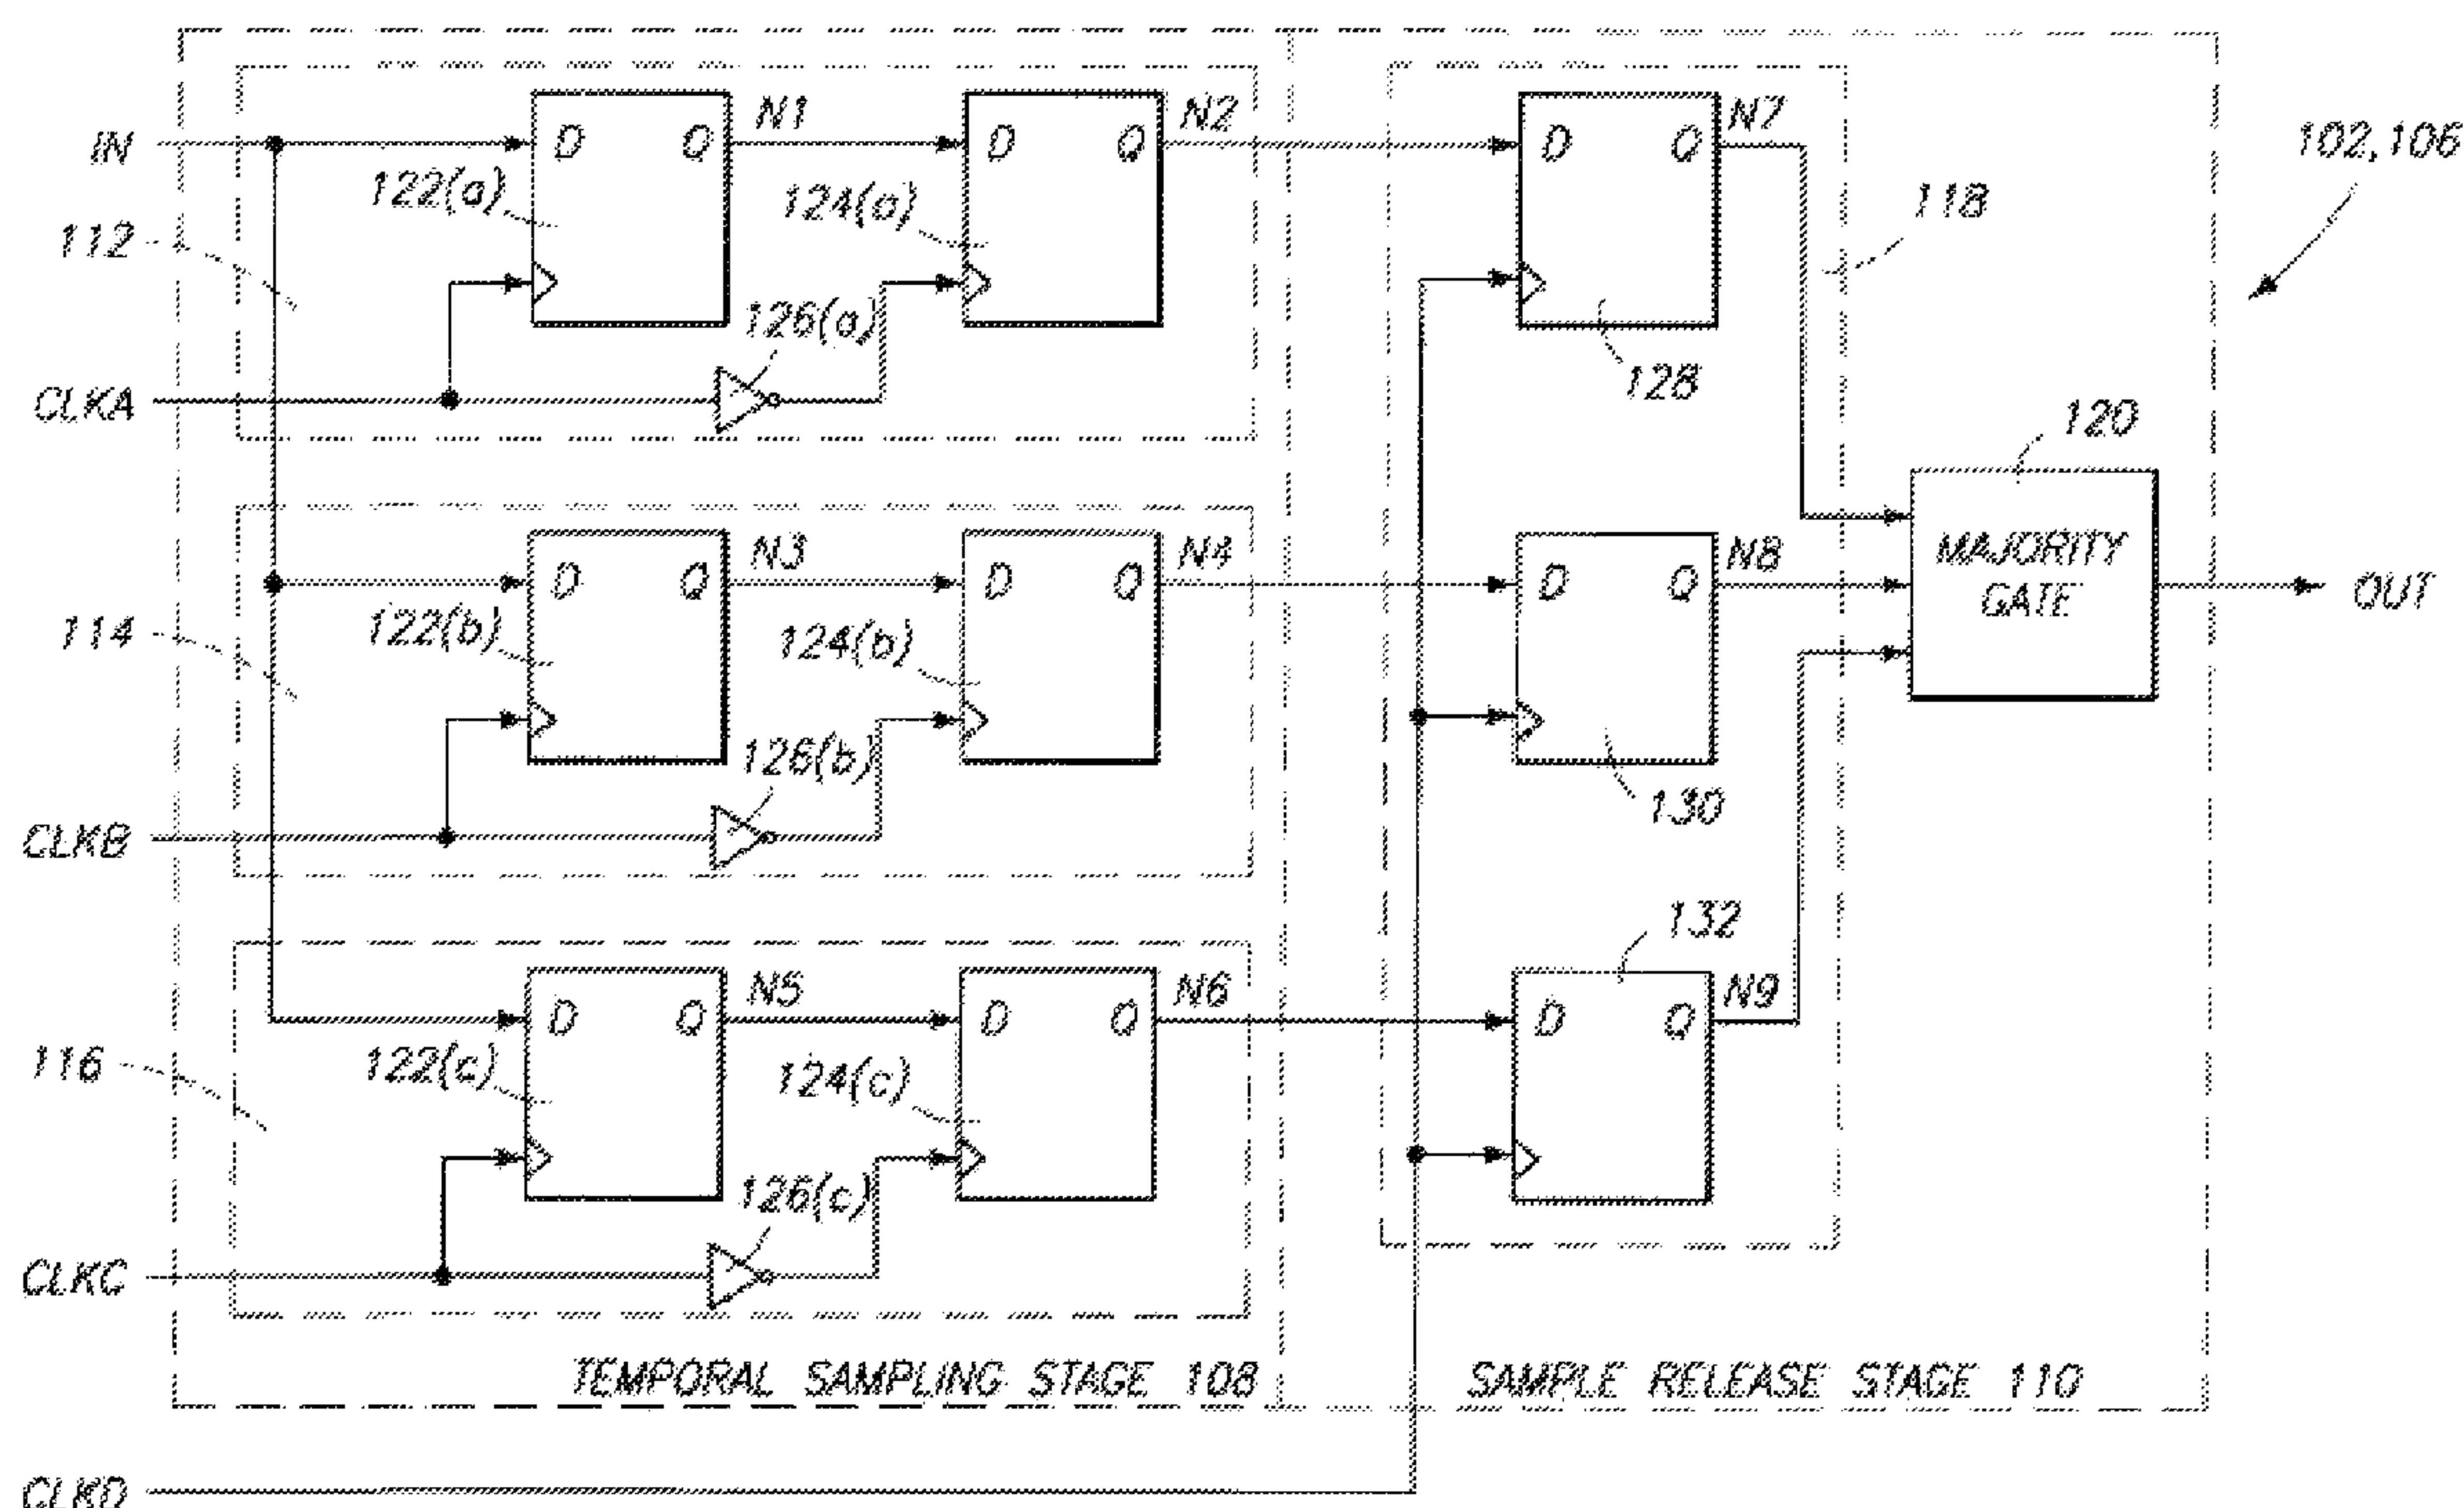 IN
112
CLKA
122(a)
D Q
N1
124(a)
D Q
N2
126(a)
D Q
N7
128
118
102,106
114
CLKB
122(b)
D Q
N3
124(b)
D Q
N4
126(b)
D Q
N8
130
120
MAJORITY
GATE
OUT
116
CLKC
122(c)
D Q
N5
124(c)
D Q
N6
126(c)
132
D Q
N9
TEMPORAL SAMPLING STAGE 108
SAMPLE RELEASE STAGE 110
CLKD